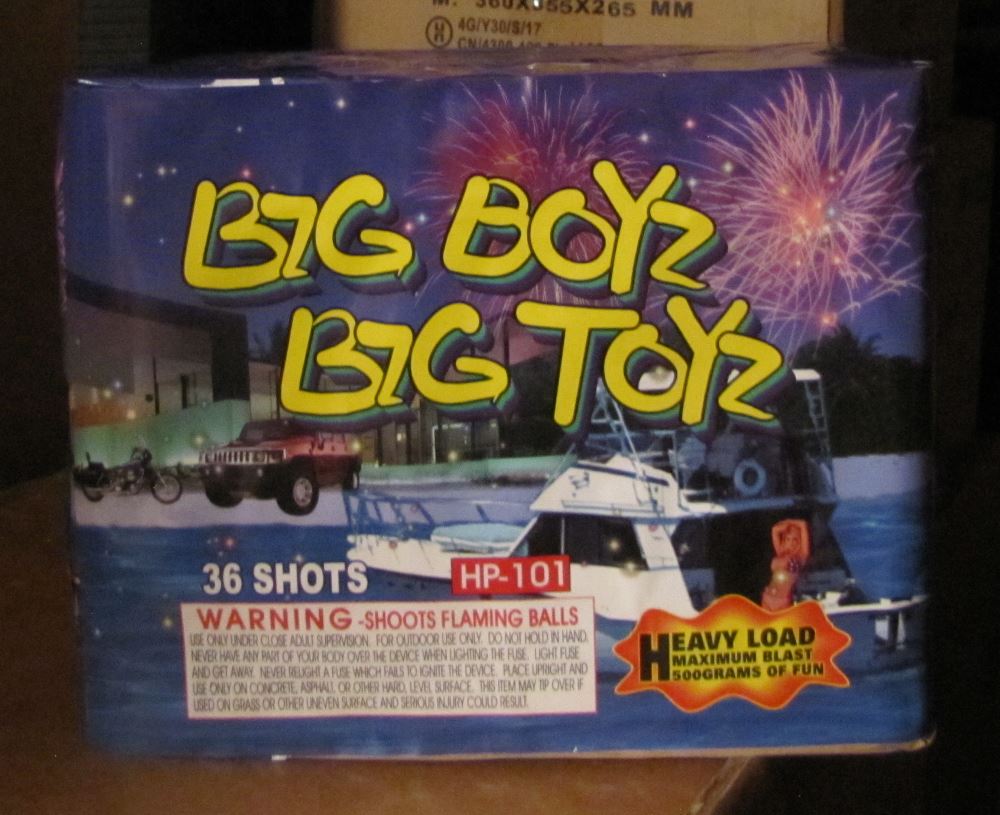 M: 360X 55X265 MM
4G/Y30/S/17
BIG BOYZ
BIG TOYZ
36 SHOTS
HP-101
WARNING -SHOOTS FLAMING BALLS
USE ONLY UNDER CLOSE ADULT SUPERVISION. FOR OUTDOOR USE ONLY. DO NOT HOLD IN HAND.
NEVER HAVE ANY PART OF YOUR BODY OVER THE DEVICE WHEN LIGHTING THE FUSE. LIGHT FUSE
AND GET AWAY. NEVER RELIGHT A FUSE WHICH FAILS TO IGNITE THE DEVICE. PLACE UPRIGHT AND
USE ONLY ON CONCRETE, ASPHALT, OR OTHER HARD, LEVEL SURFACE. THIS ITEM MAY TIP OVER IF
USED ON GRASS OR OTHER UNEVEN SURFACE AND SERIOUS INJURY COULD RESULT.
HEAVY LOAD
MAXIMUM BLAST
500GRAMS OF FUN